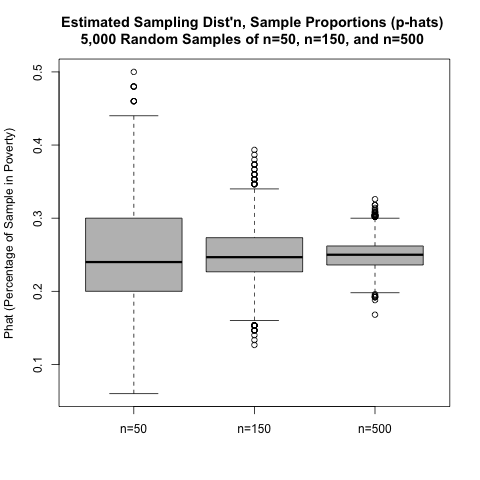 Estimated Sampling Dist'n, Sample Proportions (p-hats)
5,000 Random Samples of n=50, n=150, and n=500
Phat (Percentage of Sample in Poverty)
0.5
0.4
0.3
0.2
0.1
n=50 n=150 n=500